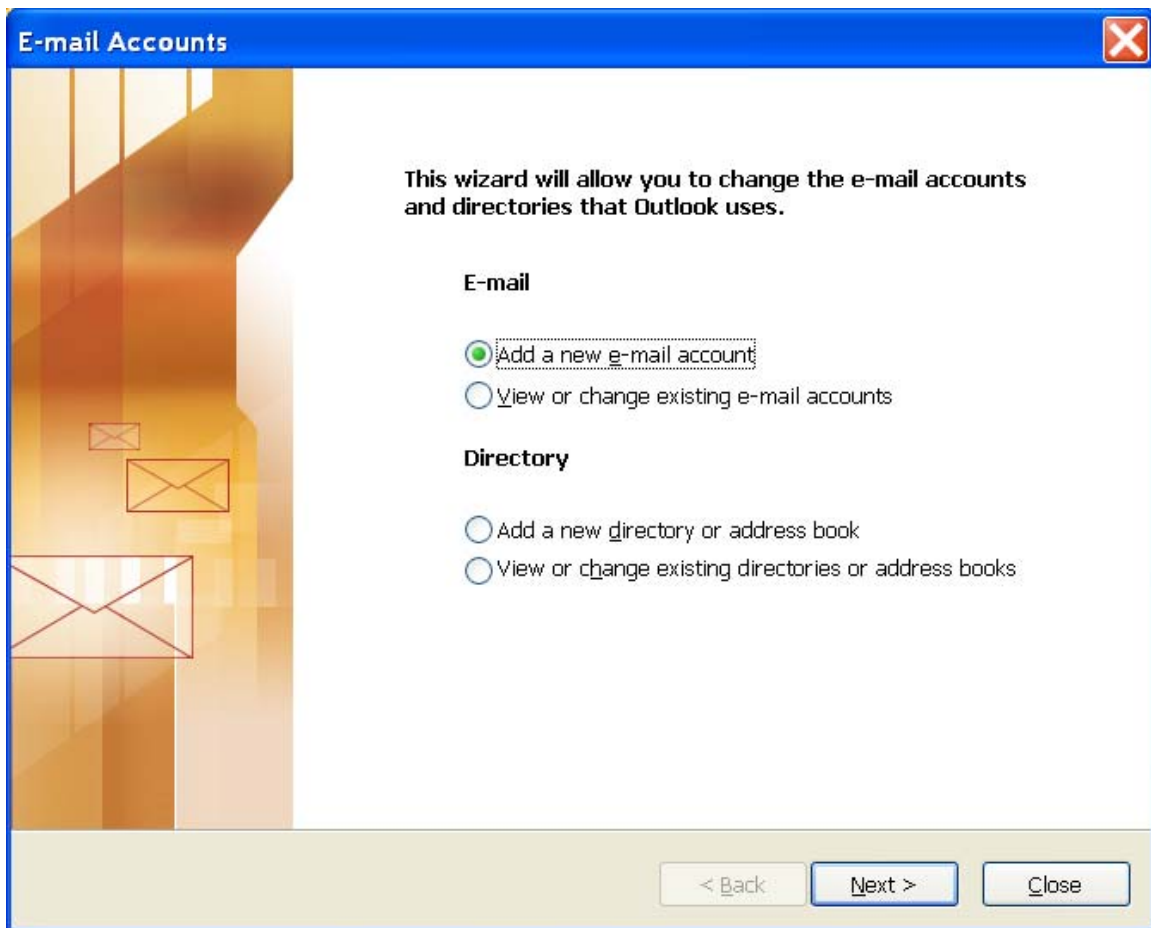 E-mail Accounts
This wizard will allow you to change the e-mail accounts
and directories that Outlook uses.
E-mail
Add a new e-mail account
View or change existing e-mail accounts
Directory
Add a new directory or address book
View or change existing directories or address books
< Back
Next >
Close